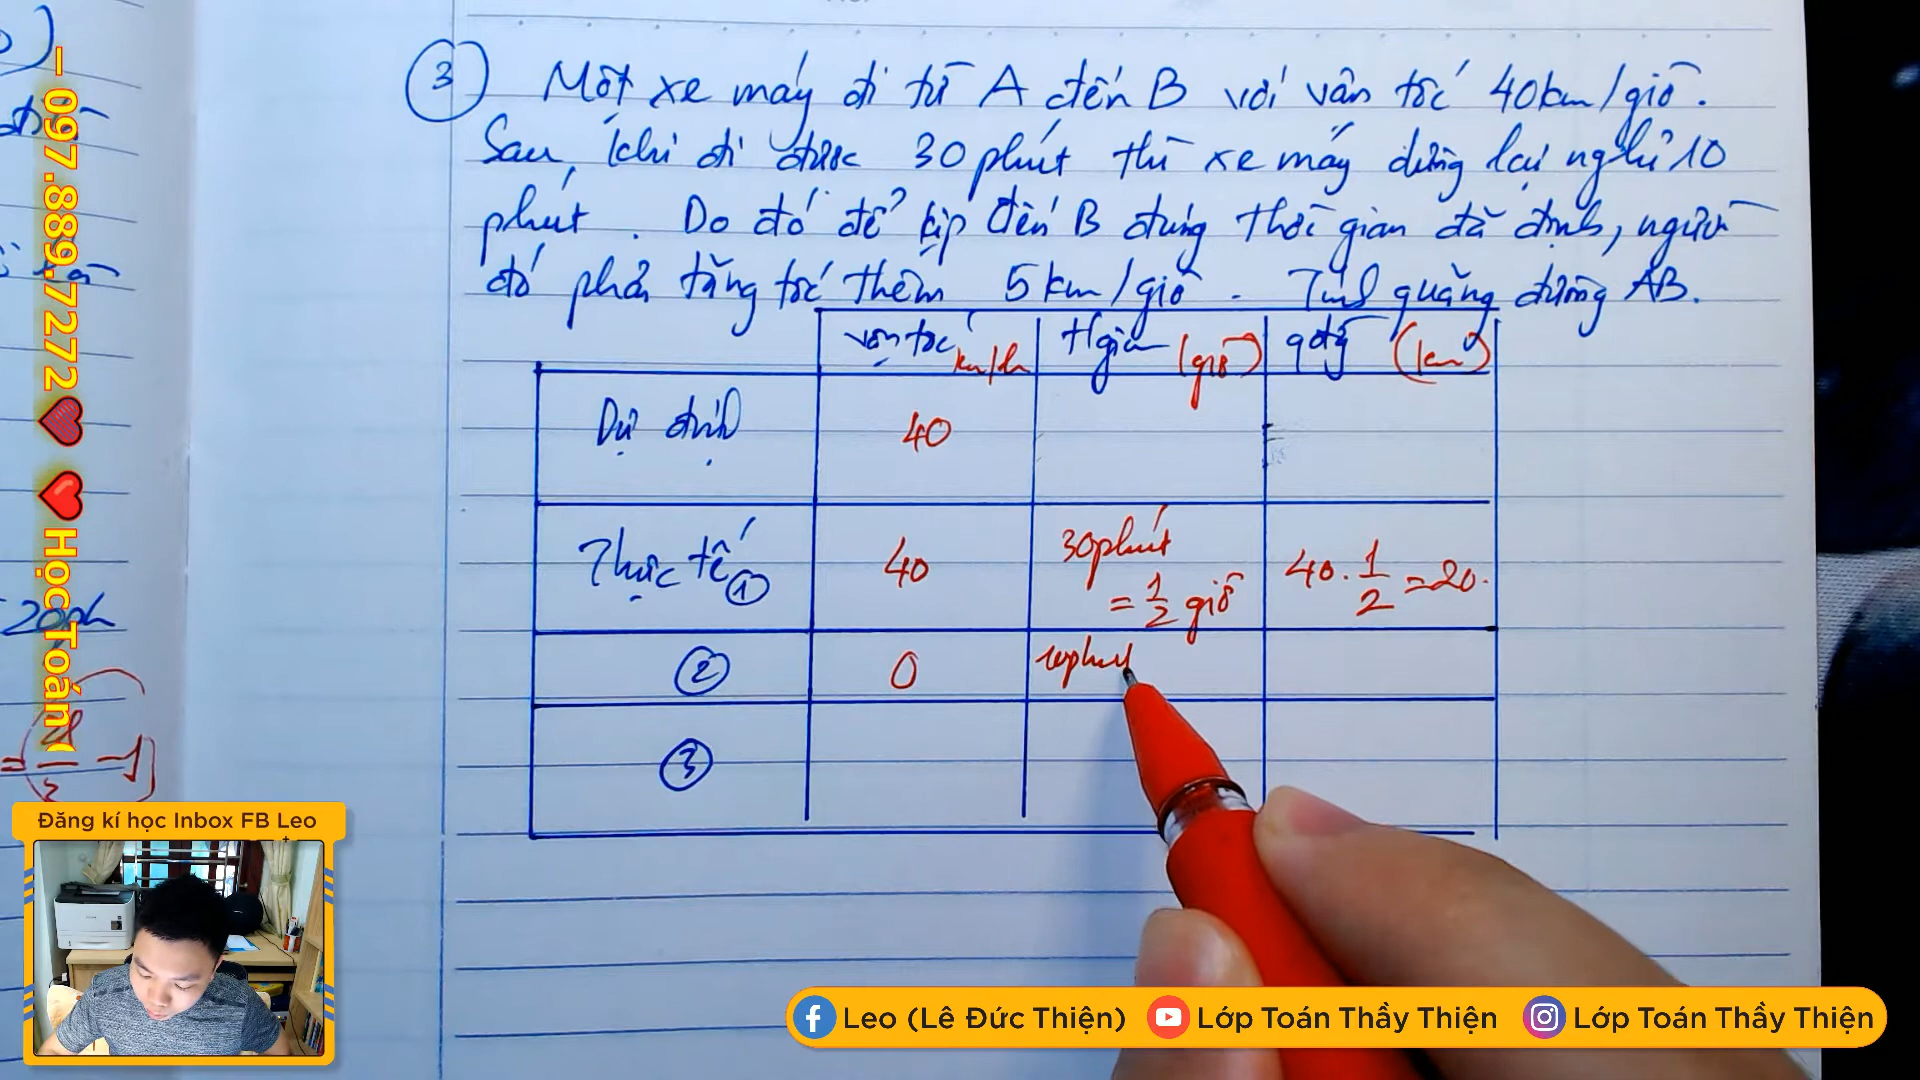 ③ Một xe máy đi từ A đến B với vận tốc 40km/giờ.
Sau khi đi được 30 phút thì xe máy dừng lại nghỉ 10
phút. Do đó để kịp đến B đúng thời gian đã định, người
đó phải tăng tốc thêm 5km/giờ. Tính quãng đường AB.
vận tốc km/h tgian (giờ) qđg (km)
Dự định 40
Thực tế ① 40 30 phút = 1/2 giờ 40 . 1/2 = 20.
② 0 10 phút
③
– 097.889.7272 ❤ ❤ Học Toán
20ph
– 1
Đăng kí học Inbox FB Leo
Leo (Lê Đức Thiện) Lớp Toán Thầy Thiện Lớp Toán Thầy Thiện